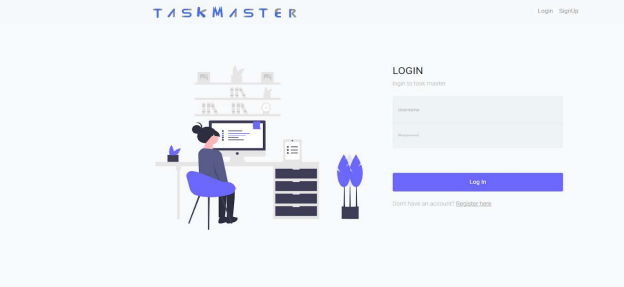 TASKMASTER
Login SignUp
LOGIN
login to task master
Username
Password
Log In
Don't have an account? Register here